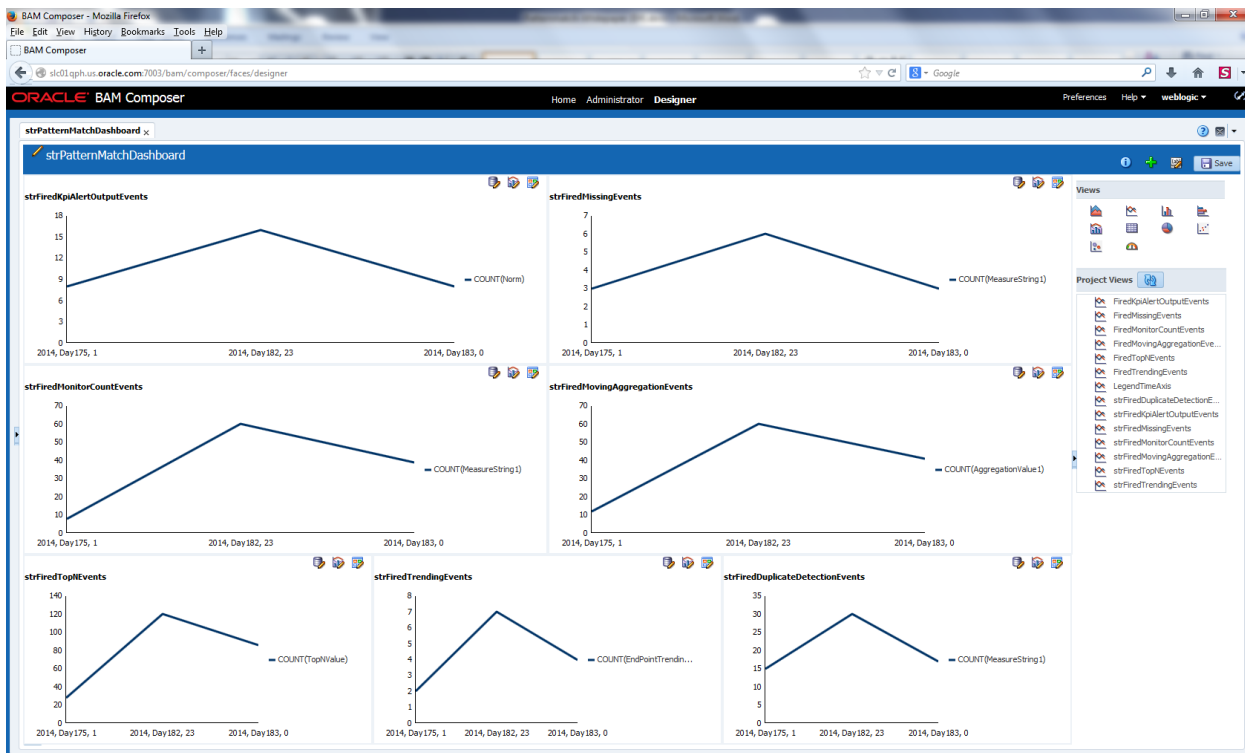 BAM Composer - Mozilla Firefox
File Edit View History Bookmarks Tools Help
BAM Composer
slc01qph.us.oracle.com:7003/bam/composer/faces/designer
Google
ORACLE BAM Composer
Home Administrator Designer
Preferences Help weblogic
strPatternMatchDashboard
strPatternMatchDashboard
Save
strFiredKpiAlertOutputEvents
18
15
12
9
6
3
0
2014, Day175, 1 2014, Day182, 23 2014, Day183, 0
COUNT(Norm)
strFiredMissingEvents
7
6
5
4
3
2
1
0
2014, Day175, 1 2014, Day182, 23 2014, Day183, 0
COUNT(MeasureString1)
strFiredMonitorCountEvents
70
60
50
40
30
20
10
0
2014, Day175, 1 2014, Day182, 23 2014, Day183, 0
COUNT(MeasureString1)
strFiredMovingAggregationEvents
70
60
50
40
30
20
10
0
2014, Day175, 1 2014, Day182, 23 2014, Day183, 0
COUNT(AggregationValue1)
strFiredTopNEvents
140
120
100
80
60
40
20
0
2014, Day175, 1 2014, Day182, 23 2014, Day183, 0
COUNT(TopNValue)
strFiredTrendingEvents
8
7
6
5
4
3
2
1
0
2014, Day175, 1 2014, Day182, 23 2014, Day183, 0
COUNT(EndPointTrendin...
strFiredDuplicateDetectionEvents
35
30
25
20
15
10
5
0
2014, Day175, 1 2014, Day182, 23 2014, Day183, 0
COUNT(MeasureString1)
Views
Project Views
FiredKpiAlertOutputEvents
FiredMissingEvents
FiredMonitorCountEvents
FiredMovingAggregationEve...
FiredTopNEvents
FiredTrendingEvents
LegendTimeAxis
strFiredDuplicateDetectionE...
strFiredKpiAlertOutputEvents
strFiredMissingEvents
strFiredMonitorCountEvents
strFiredMovingAggregationE...
strFiredTopNEvents
strFiredTrendingEvents